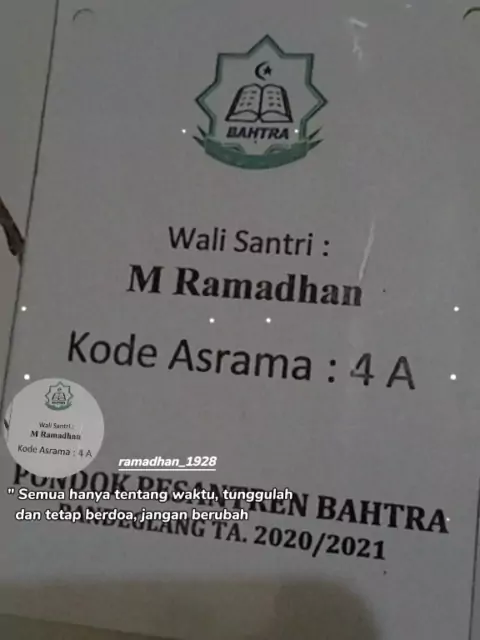 BAHTRA
Wali Santri :
M Ramadhan
Kode Asrama : 4 A
Wali Santri :
M Ramadhan
Kode Asrama : 4 A
ramadhan_1928
PONDOK PESANTREN BAHTRA
" Semua hanya tentang waktu, tunggulah
dan tetap berdoa, jangan berubah
PANDEGLANG TA. 2020/2021